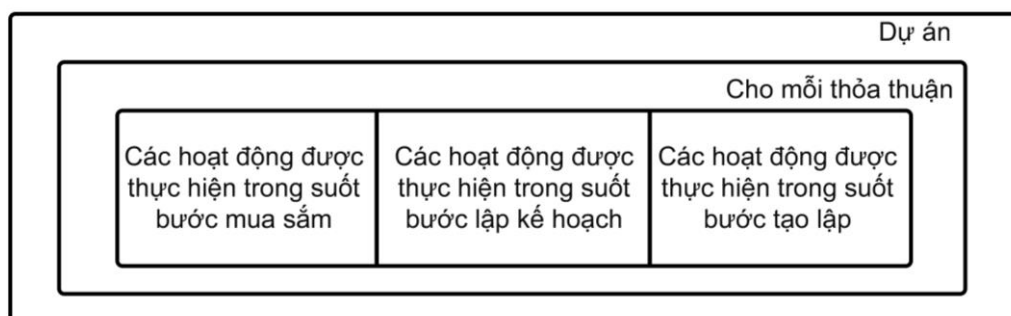 Dự án
Cho mỗi thỏa thuận
Các hoạt động được
thực hiện trong suốt
bước mua sắm
Các hoạt động được
thực hiện trong suốt
bước lập kế hoạch
Các hoạt động được
thực hiện trong suốt
bước tạo lập